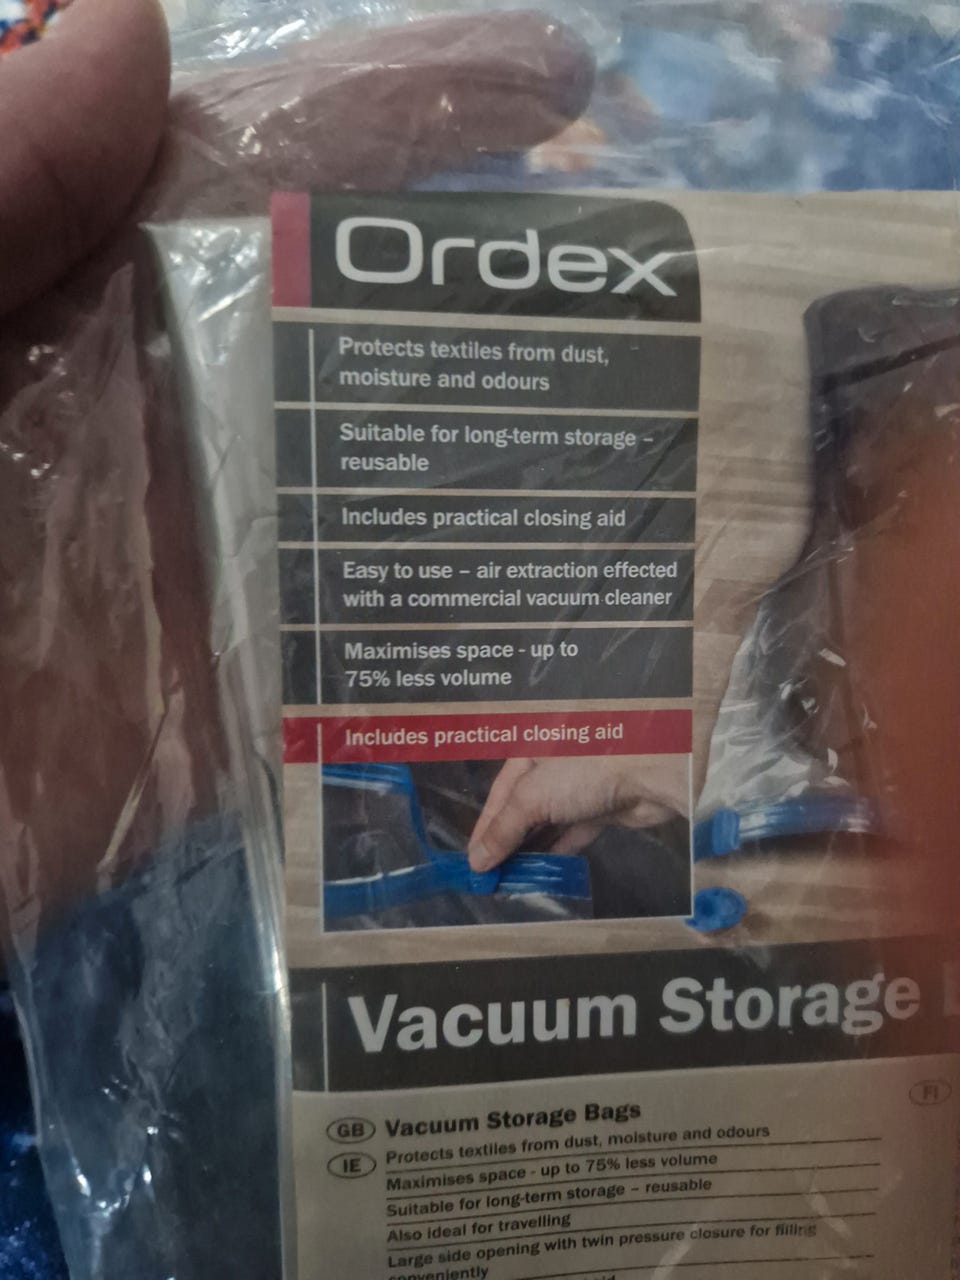 Ordex
Protects textiles from dust,
moisture and odours
Suitable for long-term storage –
reusable
Includes practical closing aid
Easy to use – air extraction effected
with a commercial vacuum cleaner
Maximises space - up to
75% less volume
Includes practical closing aid
Vacuum Storage
FI
GB Vacuum Storage Bags
IE Protects textiles from dust, moisture and odours
Maximises space - up to 75% less volume
Suitable for long-term storage – reusable
Also ideal for travelling
Large side opening with twin pressure closure for filling
conveniently